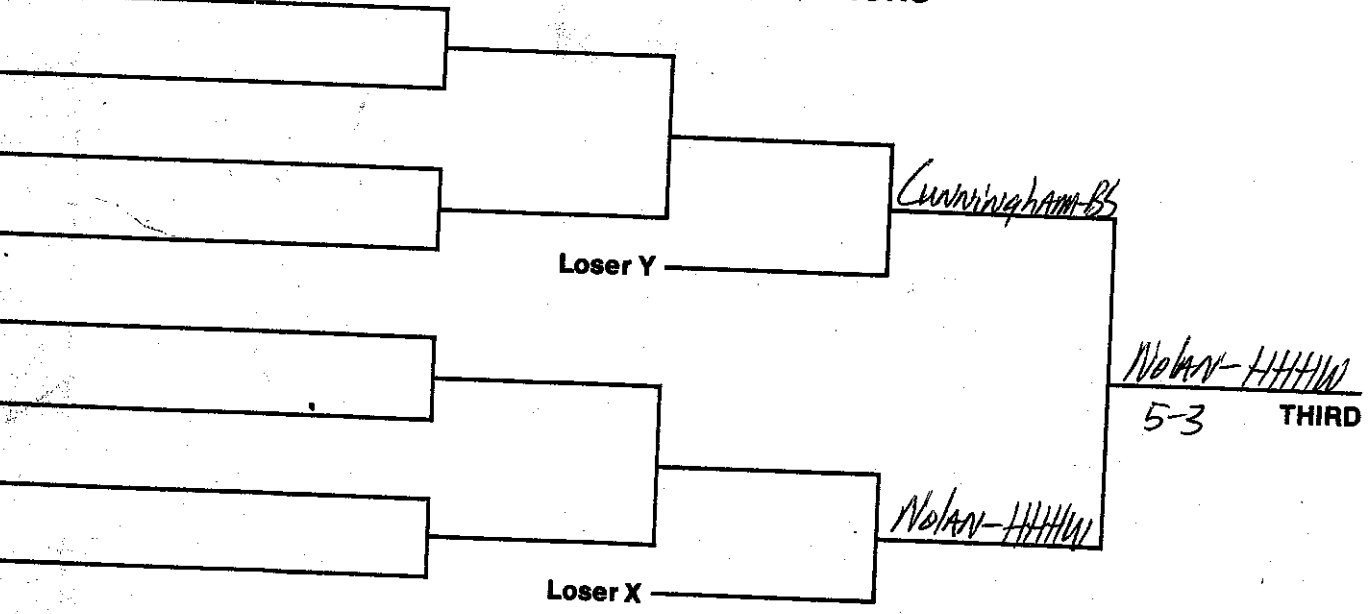 Cunningham-BS
Loser Y
Nolan-HHHW
5-3 THIRD
Nolan-HHHW
Loser X